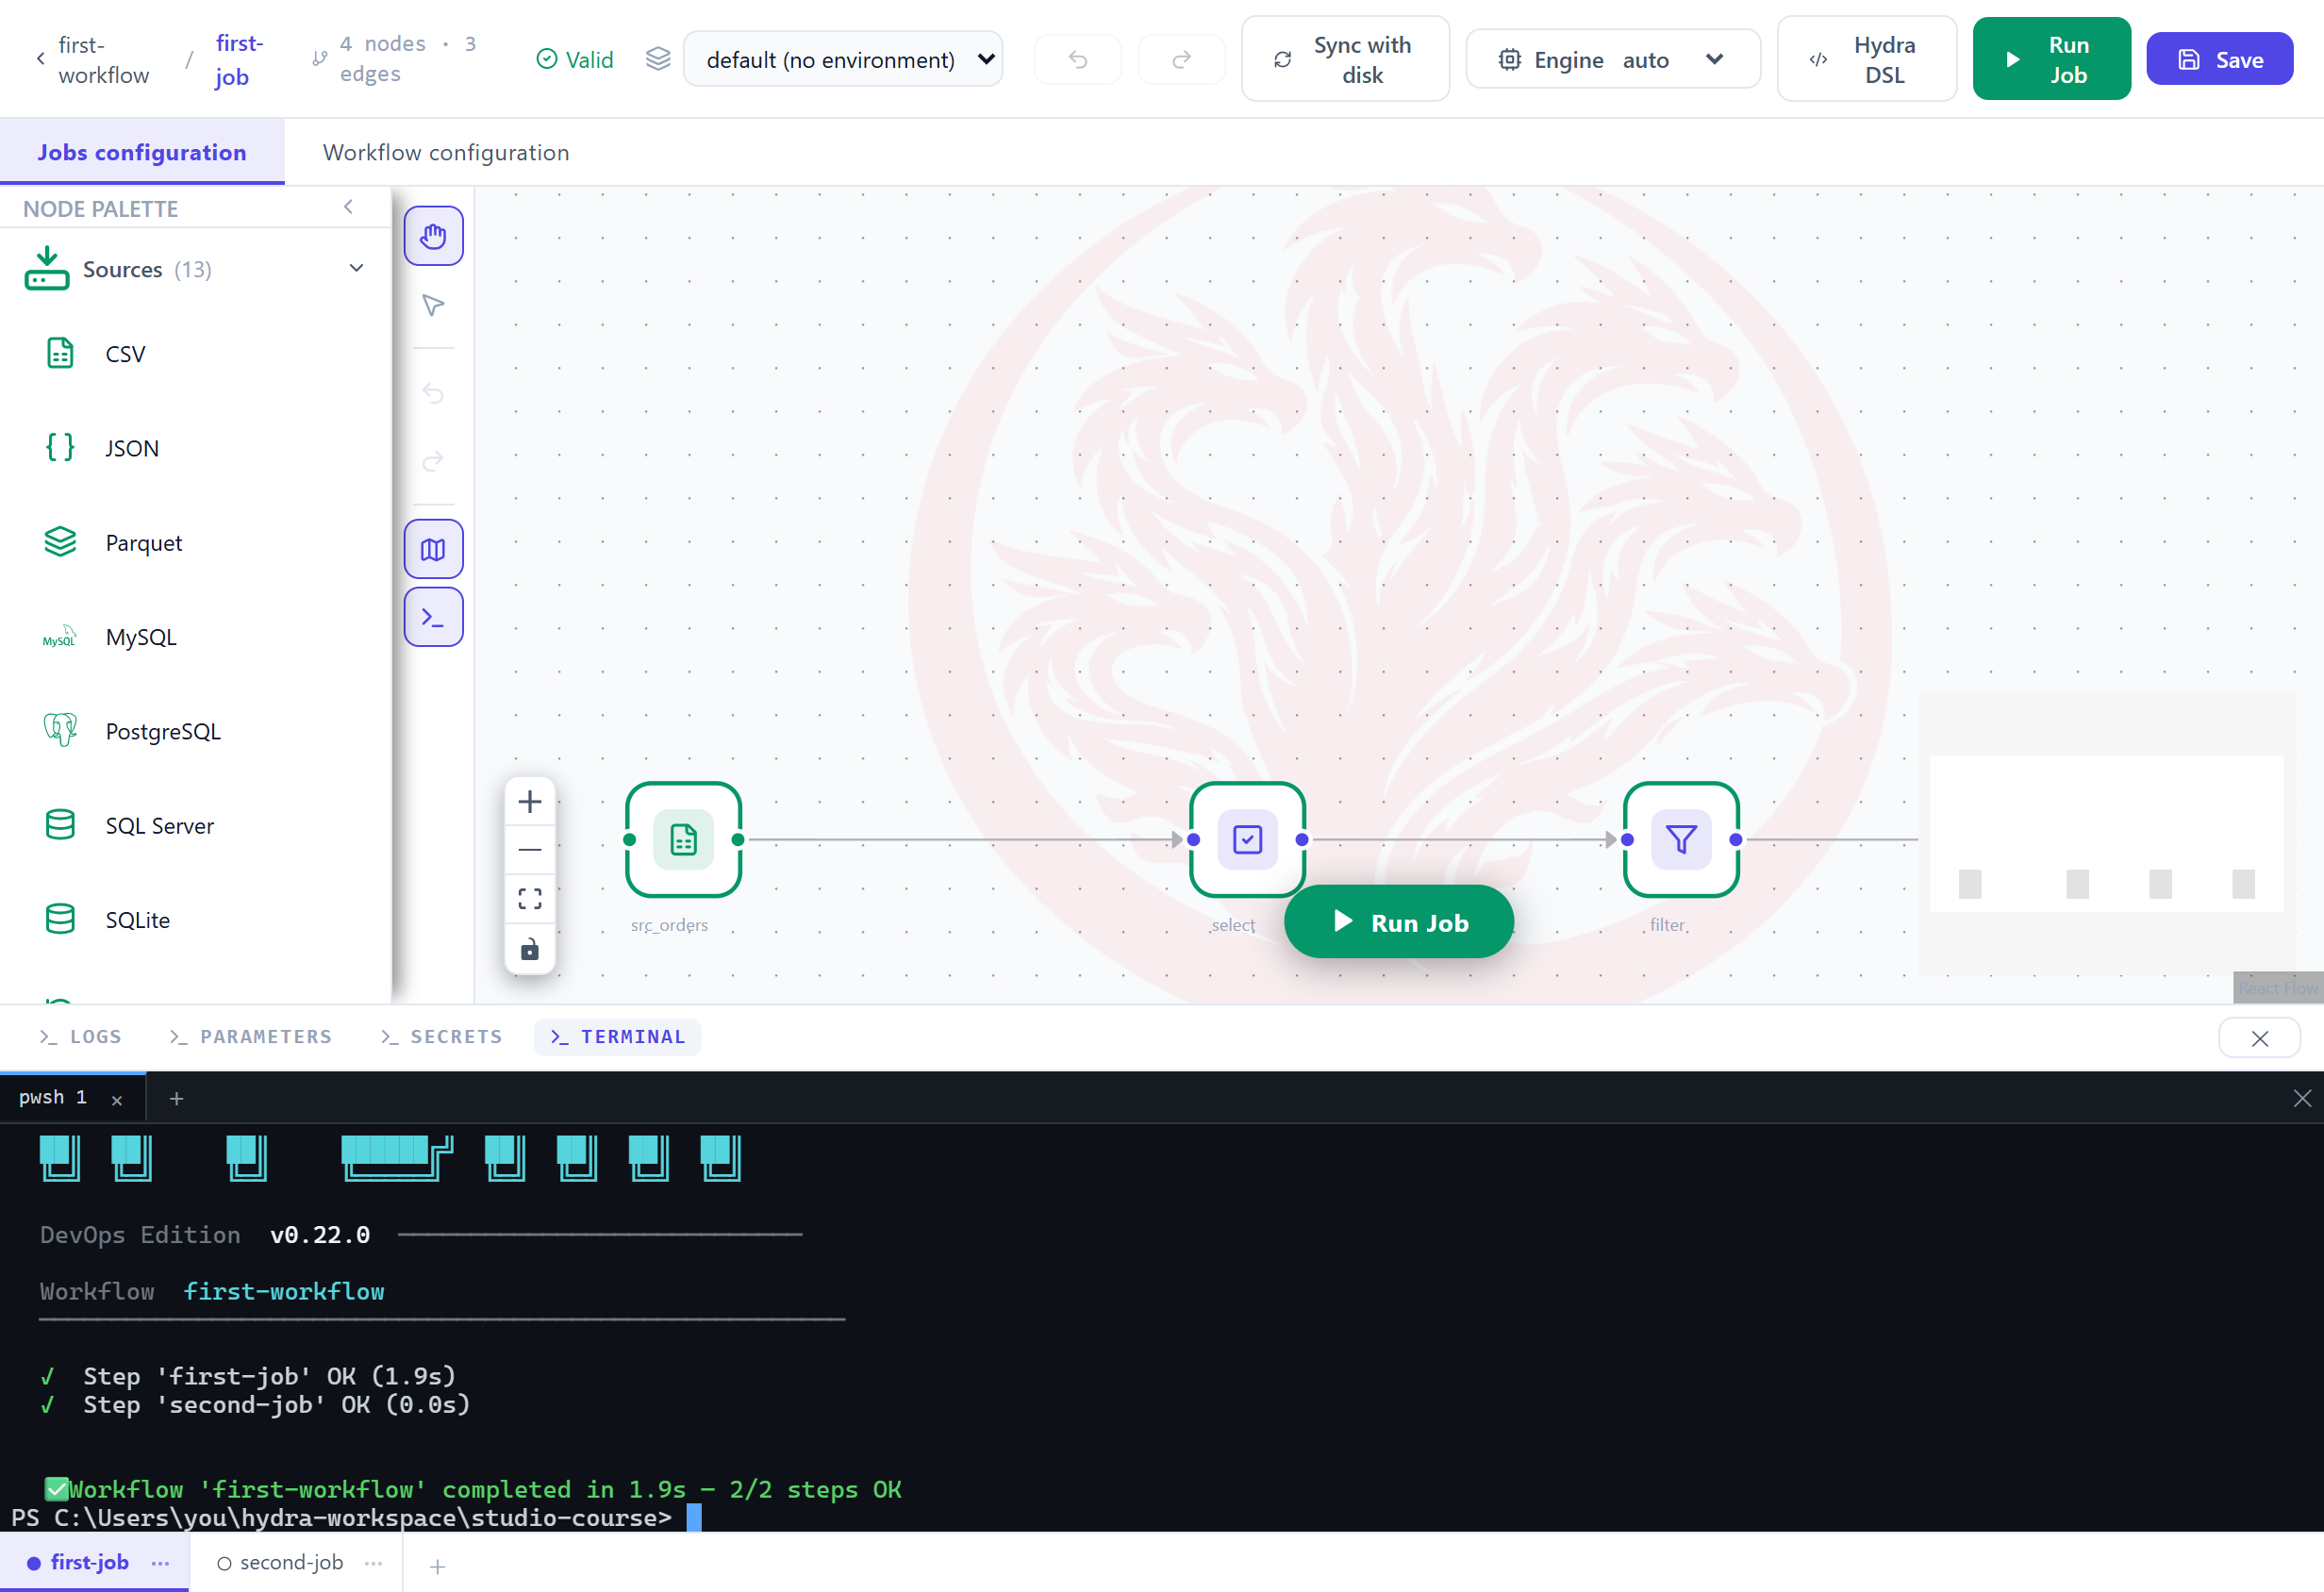 first-
workflow
/
first-
job
4 nodes · 3
edges
Valid
default (no environment)
Sync with
disk
Engine auto
Hydra
DSL
Run
Job
Save
Jobs configuration
Workflow configuration
NODE PALETTE
Sources (13)
CSV
JSON
Parquet
MySQL
MySQL
PostgreSQL
SQL Server
SQLite
src_orders
select
filter
Run Job
React Flow
LOGS
PARAMETERS
SECRETS
TERMINAL
pwsh 1 ×
+
DevOps Edition v0.22.0
Workflow first-workflow
✓ Step 'first-job' OK (1.9s)
✓ Step 'second-job' OK (0.0s)
✅Workflow 'first-workflow' completed in 1.9s — 2/2 steps OK
PS C:\Users\you\hydra-workspace\studio-course>
first-job ···
second-job ···
+